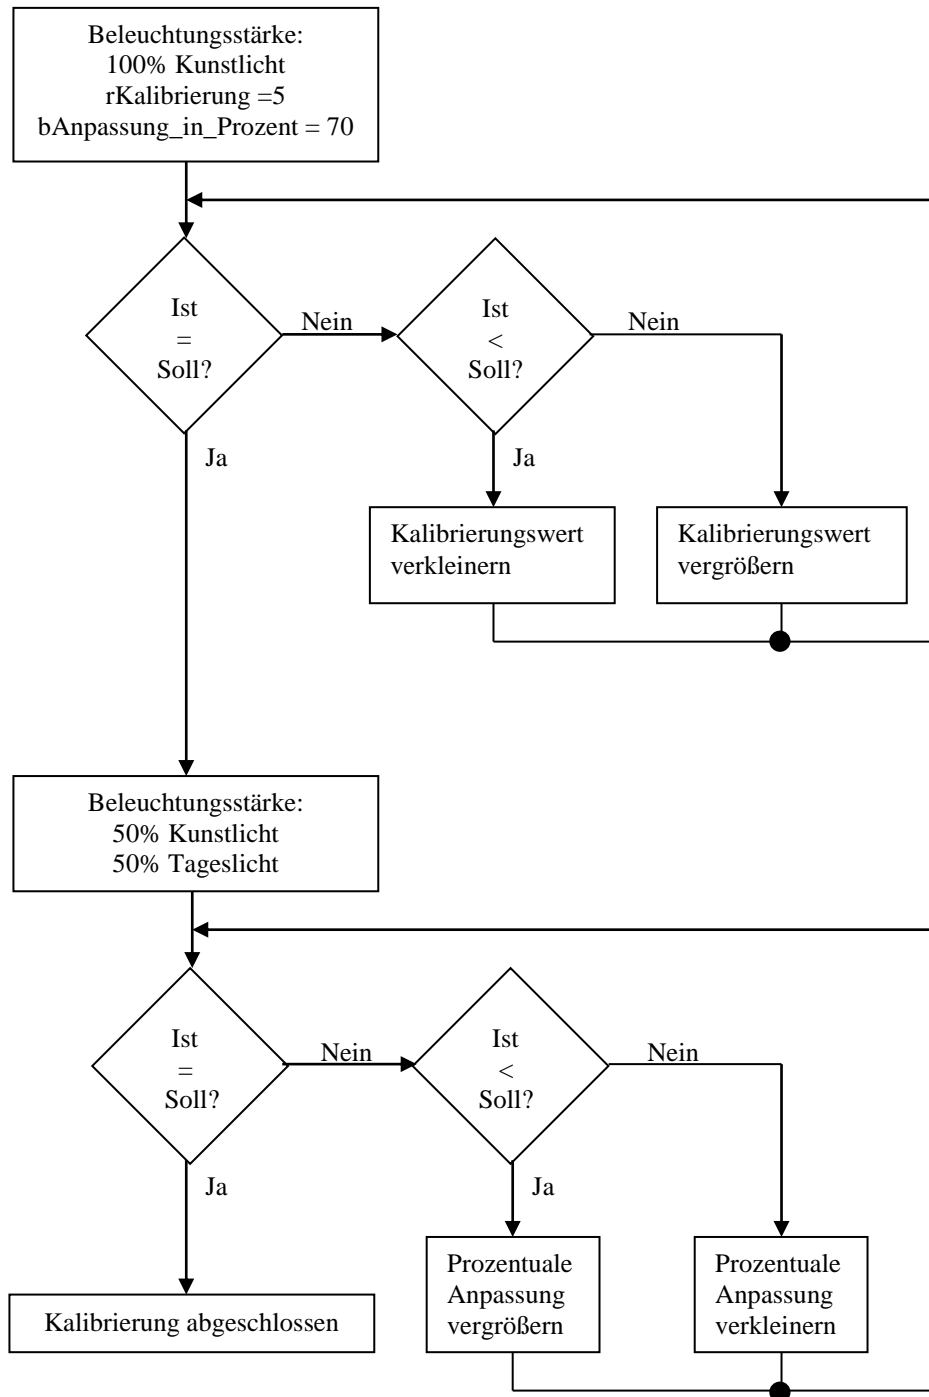 Beleuchtungsstärke:
100% Kunstlicht
rKalibrierung =5
bAnpassung_in_Prozent = 70
Ist
=
Soll?
Nein
Ist
<
Soll?
Nein
Ja
Ja
Kalibrierungswert
verkleinern
Kalibrierungswert
vergrößern
Beleuchtungsstärke:
50% Kunstlicht
50% Tageslicht
Ist
=
Soll?
Nein
Ist
<
Soll?
Nein
Ja
Ja
Kalibrierung abgeschlossen
Prozentuale
Anpassung
vergrößern
Prozentuale
Anpassung
verkleinern